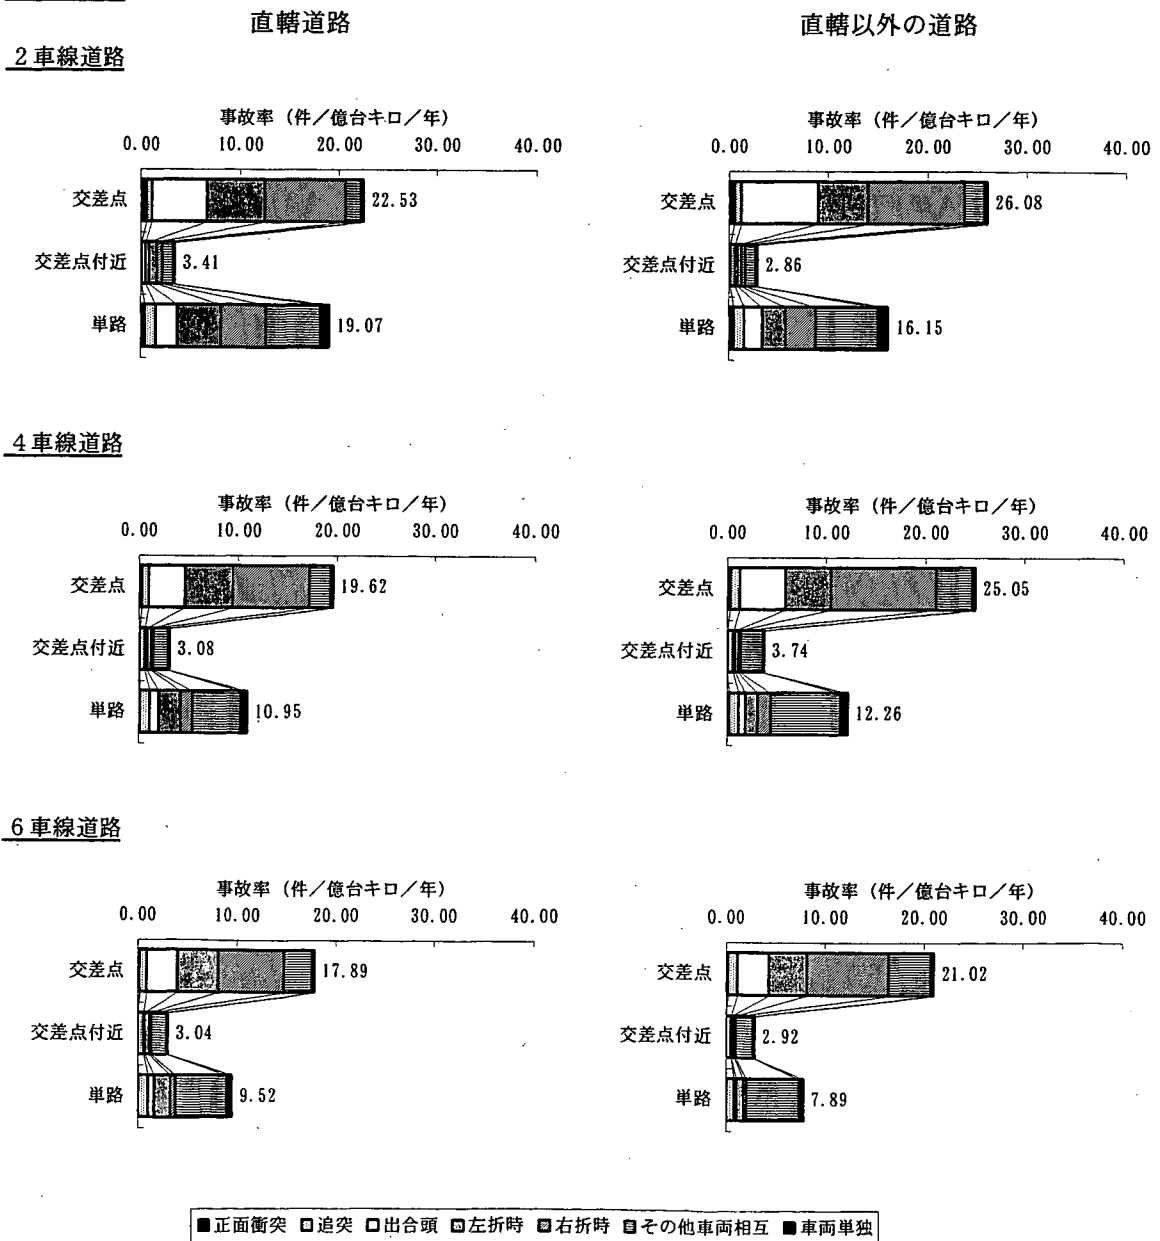 直轄道路
直轄以外の道路
2車線道路
事故率（件／億台キロ／年）
0.00 10.00 20.00 30.00 40.00
交差点 22.53
交差点付近 3.41
単路 19.07
事故率（件／億台キロ／年）
0.00 10.00 20.00 30.00 40.00
交差点 26.08
交差点付近 2.86
単路 16.15
4車線道路
事故率（件／億台キロ／年）
0.00 10.00 20.00 30.00 40.00
交差点 19.62
交差点付近 3.08
単路 10.95
事故率（件／億台キロ／年）
0.00 10.00 20.00 30.00 40.00
交差点 25.05
交差点付近 3.74
単路 12.26
6車線道路
事故率（件／億台キロ／年）
0.00 10.00 20.00 30.00 40.00
交差点 17.89
交差点付近 3.04
単路 9.52
事故率（件／億台キロ／年）
0.00 10.00 20.00 30.00 40.00
交差点 21.02
交差点付近 2.92
単路 7.89
正面衝突 追突 出合頭 左折時 右折時 その他車両相互 車両単独